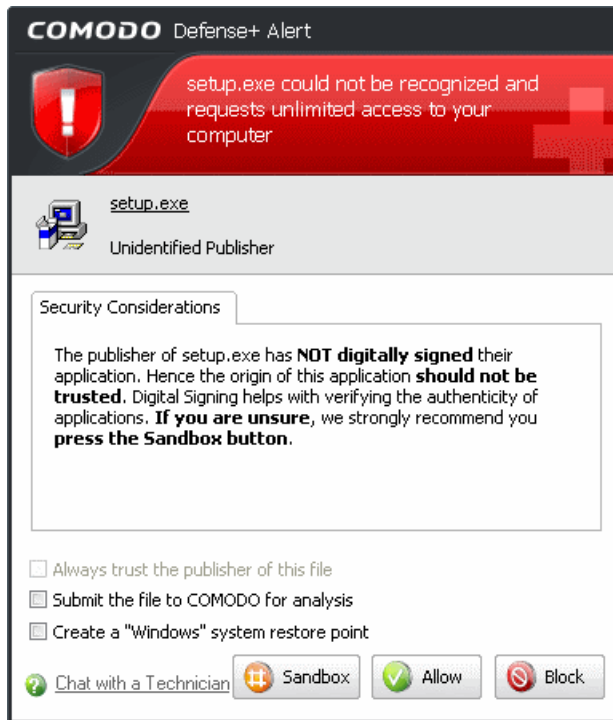 COMODO Defense+ Alert
setup.exe could not be recognized and
requests unlimited access to your
computer
setup.exe
Unidentified Publisher
Security Considerations
The publisher of setup.exe has NOT digitally signed their
application. Hence the origin of this application should not be
trusted. Digital Signing helps with verifying the authenticity of
applications. If you are unsure, we strongly recommend you
press the Sandbox button.
Always trust the publisher of this file
Submit the file to COMODO for analysis
Create a "Windows" system restore point
Chat with a Technician Sandbox Allow Block